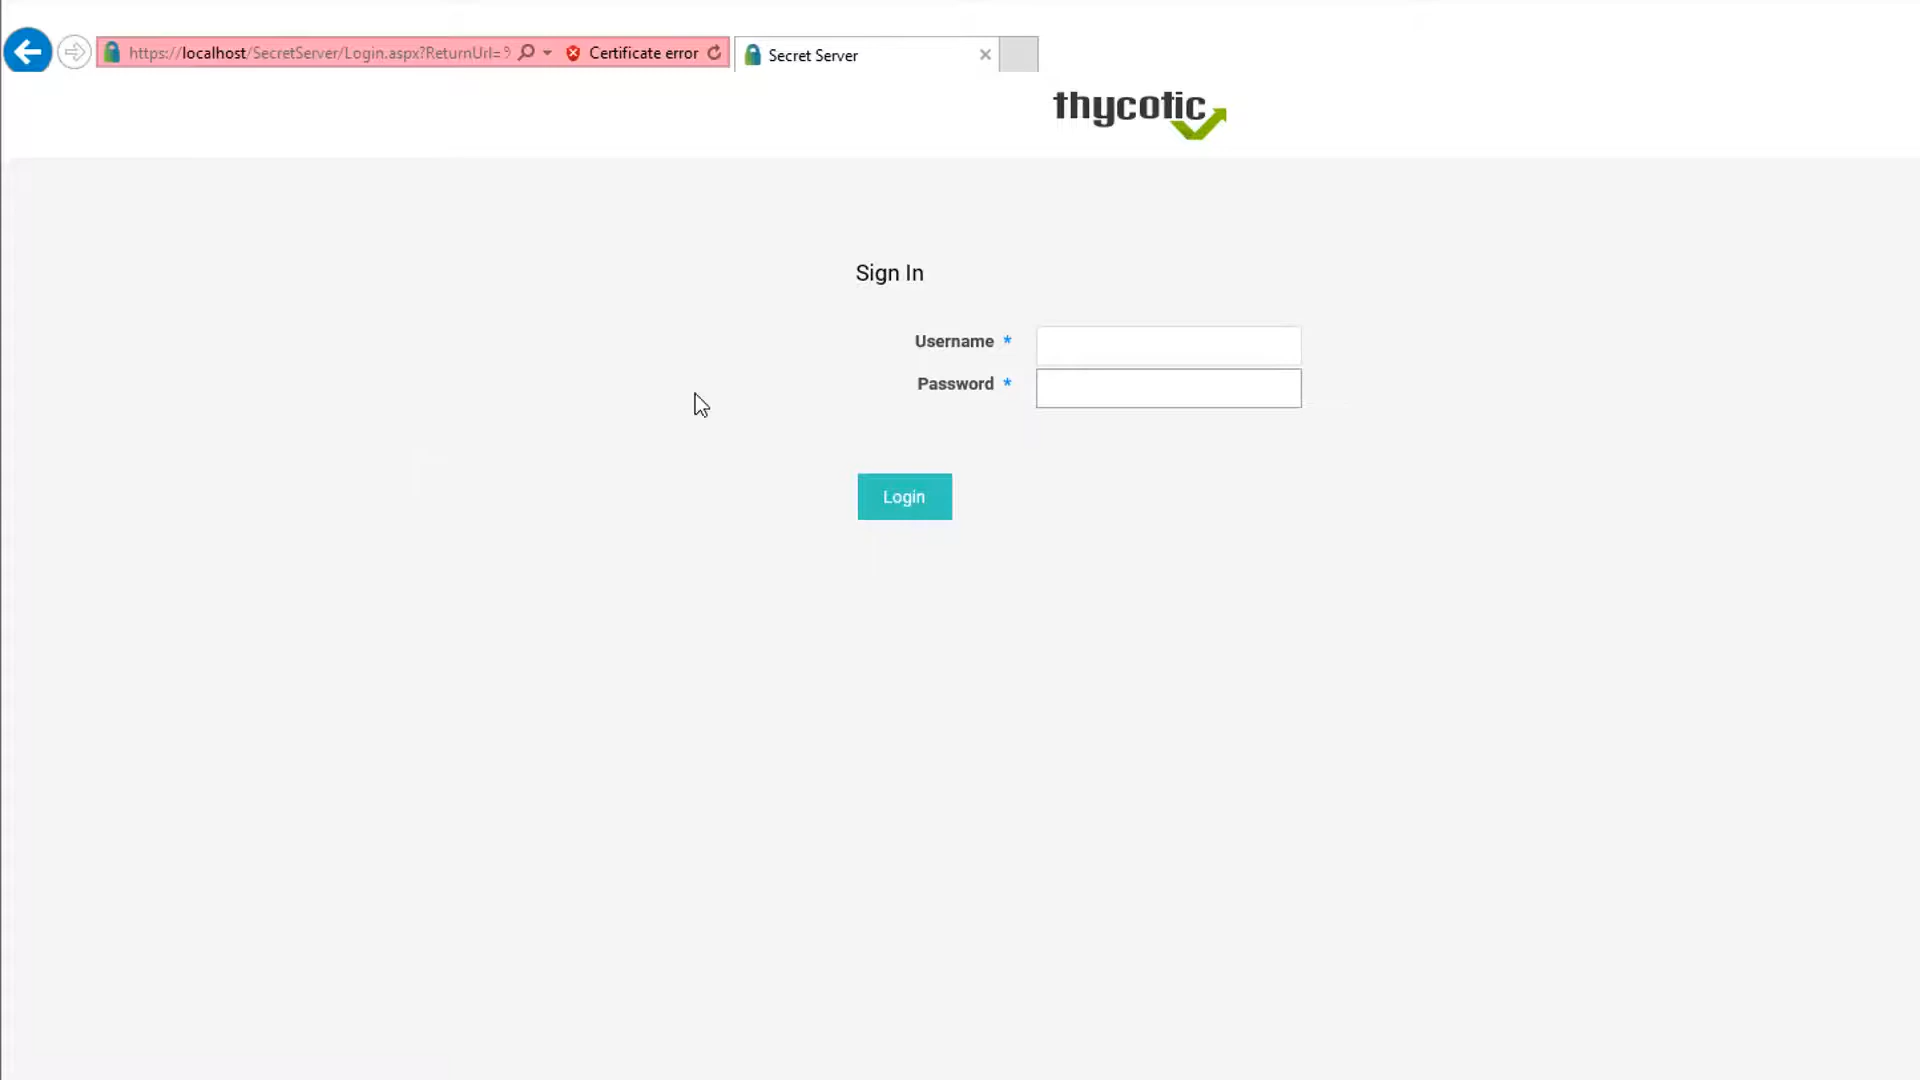 https://localhost/SecretServer/Login.aspx?ReturnUrl=%
Certificate error
Secret Server
thycotic
Sign In
Username *
Password *
Login